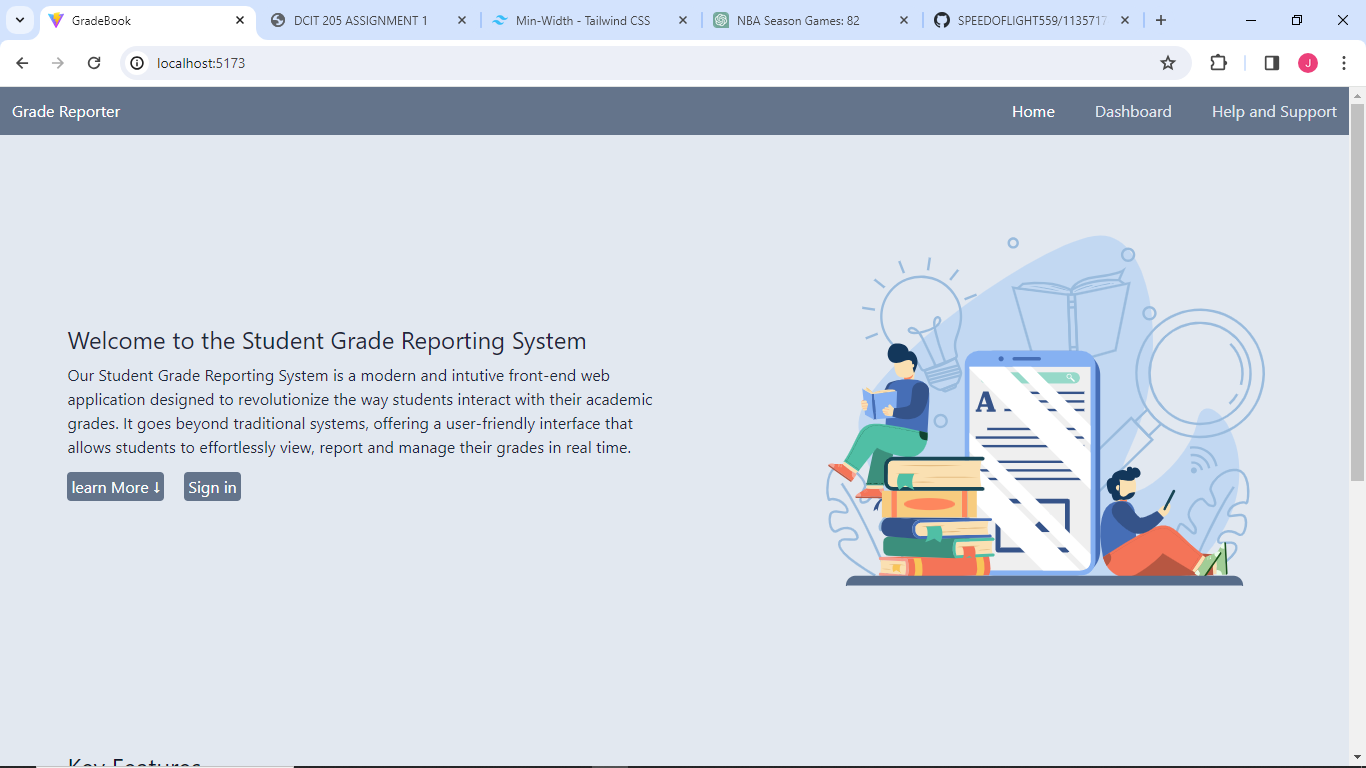 GradeBook
DCIT 205 ASSIGNMENT 1
Min-Width - Tailwind CSS
NBA Season Games: 82
SPEEDOFLIGHT559/1135717
localhost:5173
J
Grade Reporter
Home
Dashboard
Help and Support
Welcome to the Student Grade Reporting System
Our Student Grade Reporting System is a modern and intutive front-end web
application designed to revolutionize the way students interact with their academic
grades. It goes beyond traditional systems, offering a user-friendly interface that
allows students to effortlessly view, report and manage their grades in real time.
learn More ↓
Sign in
A
Key Features